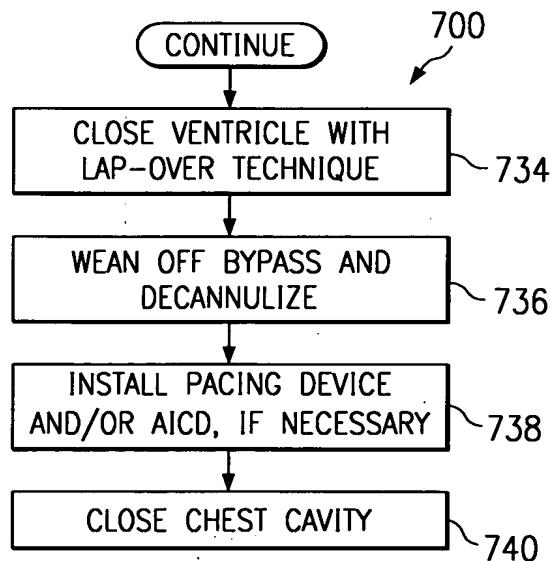 CONTINUE
700
CLOSE VENTRICLE WITH
LAP-OVER TECHNIQUE
734
WEAN OFF BYPASS AND
DECANNULIZE
736
INSTALL PACING DEVICE
AND/OR AICD, IF NECESSARY
738
CLOSE CHEST CAVITY
740